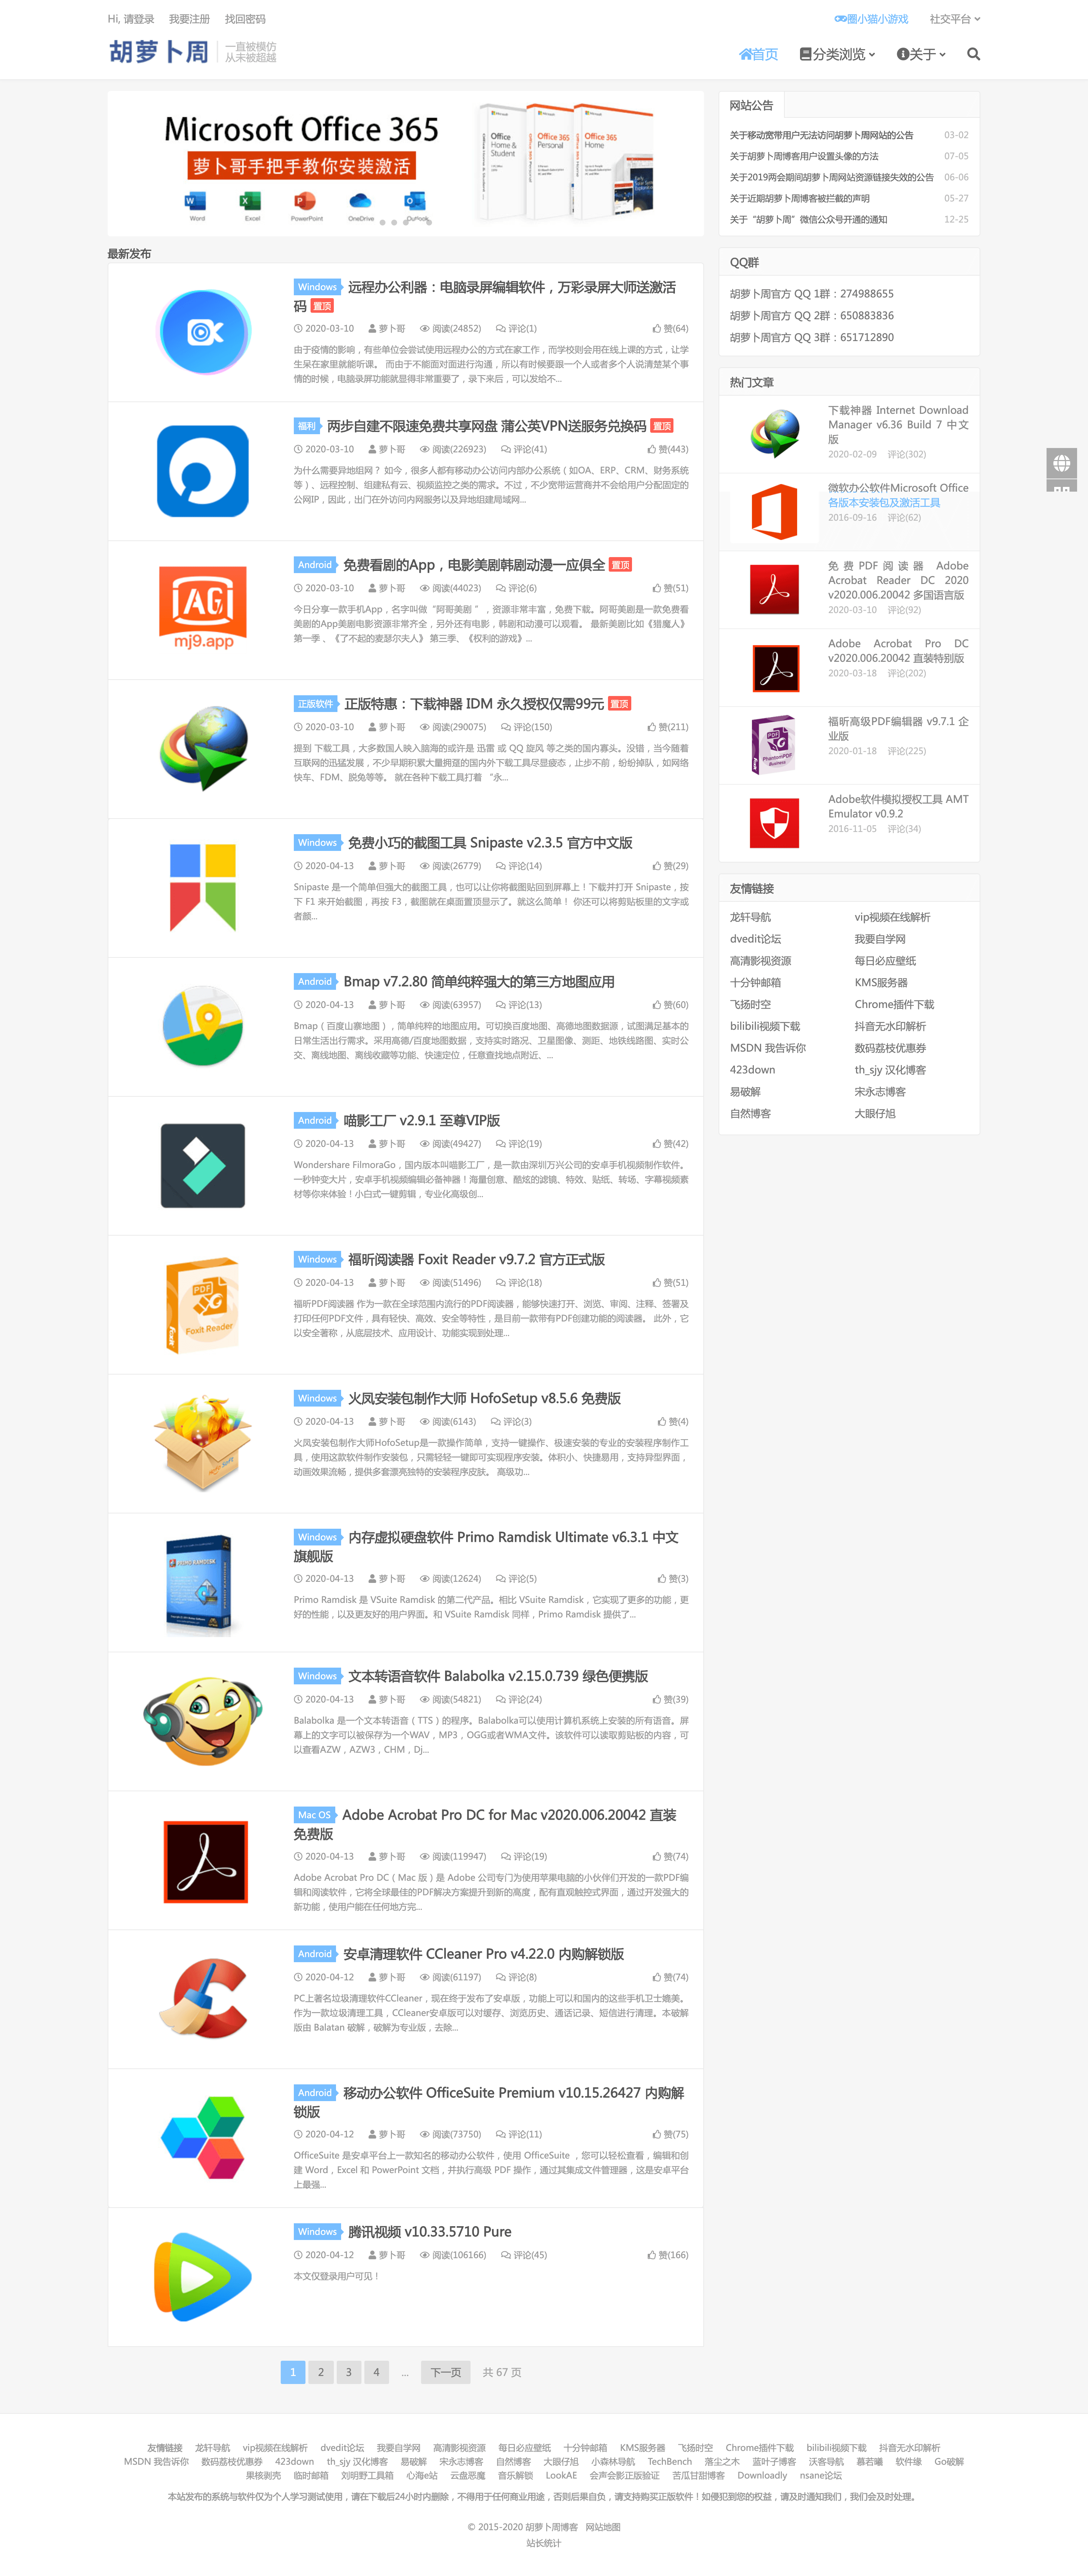 Hi, 请登录 我要注册 找回密码
圈小猫小游戏 社交平台
胡萝卜周
一直被模仿
从未被超越
首页 分类浏览 关于
Microsoft Office 365
萝卜哥手把手教你安装激活
Word Excel PowerPoint OneDrive Outlook
Office Home & Student
Office 365 Personal
Office 365 Home
网站公告
关于移动宽带用户无法访问胡萝卜周网站的公告 03-02
关于胡萝卜周博客用户设置头像的方法 07-05
关于2019两会期间胡萝卜周网站资源链接失效的公告 06-06
关于近期胡萝卜周博客被拦截的声明 05-27
关于“胡萝卜周”微信公众号开通的通知 12-25
QQ群
胡萝卜周官方 QQ 1群：274988655
胡萝卜周官方 QQ 2群：650883836
胡萝卜周官方 QQ 3群：651712890
热门文章
下载神器 Internet Download
Manager v6.36 Build 7 中文
版
2020-02-09 评论(302)
微软办公软件Microsoft Office
各版本安装包及激活工具
2016-09-16 评论(62)
免费PDF阅读器 Adobe
Acrobat Reader DC 2020
v2020.006.20042 多国语言版
2020-03-10 评论(92)
Adobe Acrobat Pro DC
v2020.006.20042 直装特别版
2020-03-18 评论(202)
福昕高级PDF编辑器 v9.7.1 企
业版
2020-01-18 评论(225)
Adobe软件模拟授权工具 AMT
Emulator v0.9.2
2016-11-05 评论(34)
友情链接
龙轩导航 vip视频在线解析
dvedit论坛 我要自学网
高清影视资源 每日必应壁纸
十分钟邮箱 KMS服务器
飞扬时空 Chrome插件下载
bilibili视频下载 抖音无水印解析
MSDN 我告诉你 数码荔枝优惠券
423down th_sjy 汉化博客
易破解 宋永志博客
自然博客 大眼仔旭
最新发布
Windows 远程办公利器：电脑录屏编辑软件，万彩录屏大师送激活
码 置顶
2020-03-10 萝卜哥 阅读(24852) 评论(1) 赞(64)
由于疫情的影响，有些单位会尝试使用远程办公的方式在家工作，而学校则会用在线上课的方式，让学
生呆在家里就能听课。 而由于不能面对面进行沟通，所以有时候要跟一个人或者多个人说清楚某个事
情的时候，电脑录屏功能就显得非常重要了，录下来后，可以发给不...
福利 两步自建不限速免费共享网盘 蒲公英VPN送服务兑换码 置顶
2020-03-10 萝卜哥 阅读(226923) 评论(41) 赞(443)
为什么需要异地组网？ 如今，很多人都有移动办公访问内部办公系统（如OA、ERP、CRM、财务系统
等）、远程控制、组建私有云、视频监控之类的需求。不过，不少宽带运营商并不会给用户分配固定的
公网IP，因此，出门在外访问内网服务以及异地组建局域网...
AG
mj9.app
Android 免费看剧的App，电影美剧韩剧动漫一应俱全 置顶
2020-03-10 萝卜哥 阅读(44023) 评论(6) 赞(51)
今日分享一款手机App，名字叫做“阿哥美剧 ”，资源非常丰富，免费下载。阿哥美剧是一款免费看
美剧的App美剧电影资源非常齐全，另外还有电影，韩剧和动漫可以观看。 最新美剧比如《猎魔人》
第一季 、《了不起的麦瑟尔夫人》 第三季、《权利的游戏》...
正版软件 正版特惠：下载神器 IDM 永久授权仅需99元 置顶
2020-03-10 萝卜哥 阅读(290075) 评论(150) 赞(211)
提到 下载工具，大多数国人映入脑海的或许是 迅雷 或 QQ 旋风 等之类的国内寡头。没错，当今随着
互联网的迅猛发展，不少早期积累大量拥趸的国内外下载工具尽显疲态，止步不前，纷纷掉队，如网络
快车、FDM、脱兔等等。 就在各种下载工具打着 “永...
Windows 免费小巧的截图工具 Snipaste v2.3.5 官方中文版
2020-04-13 萝卜哥 阅读(26779) 评论(14) 赞(29)
Snipaste 是一个简单但强大的截图工具，也可以让你将截图贴回到屏幕上！下载并打开 Snipaste，按
下 F1 来开始截图，再按 F3，截图就在桌面置顶显示了。就这么简单！ 你还可以将剪贴板里的文字或
者颜...
Android Bmap v7.2.80 简单纯粹强大的第三方地图应用
2020-04-13 萝卜哥 阅读(63957) 评论(13) 赞(60)
Bmap（百度山寨地图），简单纯粹的地图应用。可切换百度地图、高德地图数据源，试图满足基本的
日常生活出行需求。采用高德/百度地图数据，支持实时路况、卫星图像、测距、地铁线路图、实时公
交、离线地图、离线收藏等功能、快速定位，任意查找地点附近、...
Android 喵影工厂 v2.9.1 至尊VIP版
2020-04-13 萝卜哥 阅读(49427) 评论(19) 赞(42)
Wondershare FilmoraGo，国内版本叫喵影工厂，是一款由深圳万兴公司的安卓手机视频制作软件。
一秒钟变大片，安卓手机视频编辑必备神器！海量创意、酷炫的滤镜、特效、贴纸、转场、字幕视频素
材等你来体验！小白式一键剪辑，专业化高级创...
Windows 福昕阅读器 Foxit Reader v9.7.2 官方正式版
2020-04-13 萝卜哥 阅读(51496) 评论(18) 赞(51)
福昕PDF阅读器 作为一款在全球范围内流行的PDF阅读器，能够快速打开、浏览、审阅、注释、签署及
打印任何PDF文件，具有轻快、高效、安全等特性，是目前一款带有PDF创建功能的阅读器。 此外，它
以安全著称，从底层技术、应用设计、功能实现到处理...
Windows 火凤安装包制作大师 HofoSetup v8.5.6 免费版
2020-04-13 萝卜哥 阅读(6143) 评论(3) 赞(4)
火凤安装包制作大师HofoSetup是一款操作简单，支持一键操作、极速安装的专业的安装程序制作工
具，使用这款软件制作安装包，只需轻轻一键即可实现程序安装。体积小、快捷易用，支持异型界面，
动画效果流畅，提供多套漂亮独特的安装程序皮肤。 高级功...
Windows 内存虚拟硬盘软件 Primo Ramdisk Ultimate v6.3.1 中文
旗舰版
2020-04-13 萝卜哥 阅读(12624) 评论(5) 赞(3)
Primo Ramdisk 是 VSuite Ramdisk 的第二代产品。相比 VSuite Ramdisk，它实现了更多的功能，更
好的性能，以及更友好的用户界面。和 VSuite Ramdisk 同样，Primo Ramdisk 提供了...
Windows 文本转语音软件 Balabolka v2.15.0.739 绿色便携版
2020-04-13 萝卜哥 阅读(54821) 评论(24) 赞(39)
Balabolka 是一个文本转语音（TTS）的程序。Balabolka可以使用计算机系统上安装的所有语音。屏
幕上的文字可以被保存为一个WAV，MP3，OGG或者WMA文件。该软件可以读取剪贴板的内容，可
以查看AZW，AZW3，CHM，Dj...
Mac OS Adobe Acrobat Pro DC for Mac v2020.006.20042 直装
免费版
2020-04-13 萝卜哥 阅读(119947) 评论(19) 赞(74)
Adobe Acrobat Pro DC（Mac 版）是 Adobe 公司专门为使用苹果电脑的小伙伴们开发的一款PDF编
辑和阅读软件，它将全球最佳的PDF解决方案提升到新的高度，配有直观触控式界面，通过开发强大的
新功能，使用户能在任何地方完...
Android 安卓清理软件 CCleaner Pro v4.22.0 内购解锁版
2020-04-12 萝卜哥 阅读(61197) 评论(8) 赞(74)
PC上著名垃圾清理软件CCleaner，现在终于发布了安卓版，功能上可以和国内的这些手机卫士媲美。
作为一款垃圾清理工具，CCleaner安卓版可以对缓存、浏览历史、通话记录、短信进行清理。本破解
版由 Balatan 破解，破解为专业版，去除...
Android 移动办公软件 OfficeSuite Premium v10.15.26427 内购解
锁版
2020-04-12 萝卜哥 阅读(73750) 评论(11) 赞(75)
OfficeSuite 是安卓平台上一款知名的移动办公软件，使用 OfficeSuite ，您可以轻松查看，编辑和创
建 Word，Excel 和 PowerPoint 文档，并执行高级 PDF 操作，通过其集成文件管理器，这是安卓平台
上最强...
Windows 腾讯视频 v10.33.5710 Pure
2020-04-12 萝卜哥 阅读(106166) 评论(45) 赞(166)
本文仅登录用户可见！
1 2 3 4 ... 下一页 共 67 页
友情链接 龙轩导航 vip视频在线解析 dvedit论坛 我要自学网 高清影视资源 每日必应壁纸 十分钟邮箱 KMS服务器 飞扬时空 Chrome插件下载 bilibili视频下载 抖音无水印解析
MSDN 我告诉你 数码荔枝优惠券 423down th_sjy 汉化博客 易破解 宋永志博客 自然博客 大眼仔旭 小森林导航 TechBench 落尘之木 蓝叶子博客 沃客导航 慕若曦 软件缘 Go破解
果核剥壳 临时邮箱 刘明野工具箱 心海e站 云盘恶魔 音乐解锁 LookAE 会声会影正版验证 苦瓜甘甜博客 Downloadly nsane论坛
本站发布的系统与软件仅为个人学习测试使用，请在下载后24小时内删除，不得用于任何商业用途，否则后果自负，请支持购买正版软件！如侵犯到您的权益，请及时通知我们，我们会及时处理。
© 2015-2020 胡萝卜周博客 网站地图
站长统计